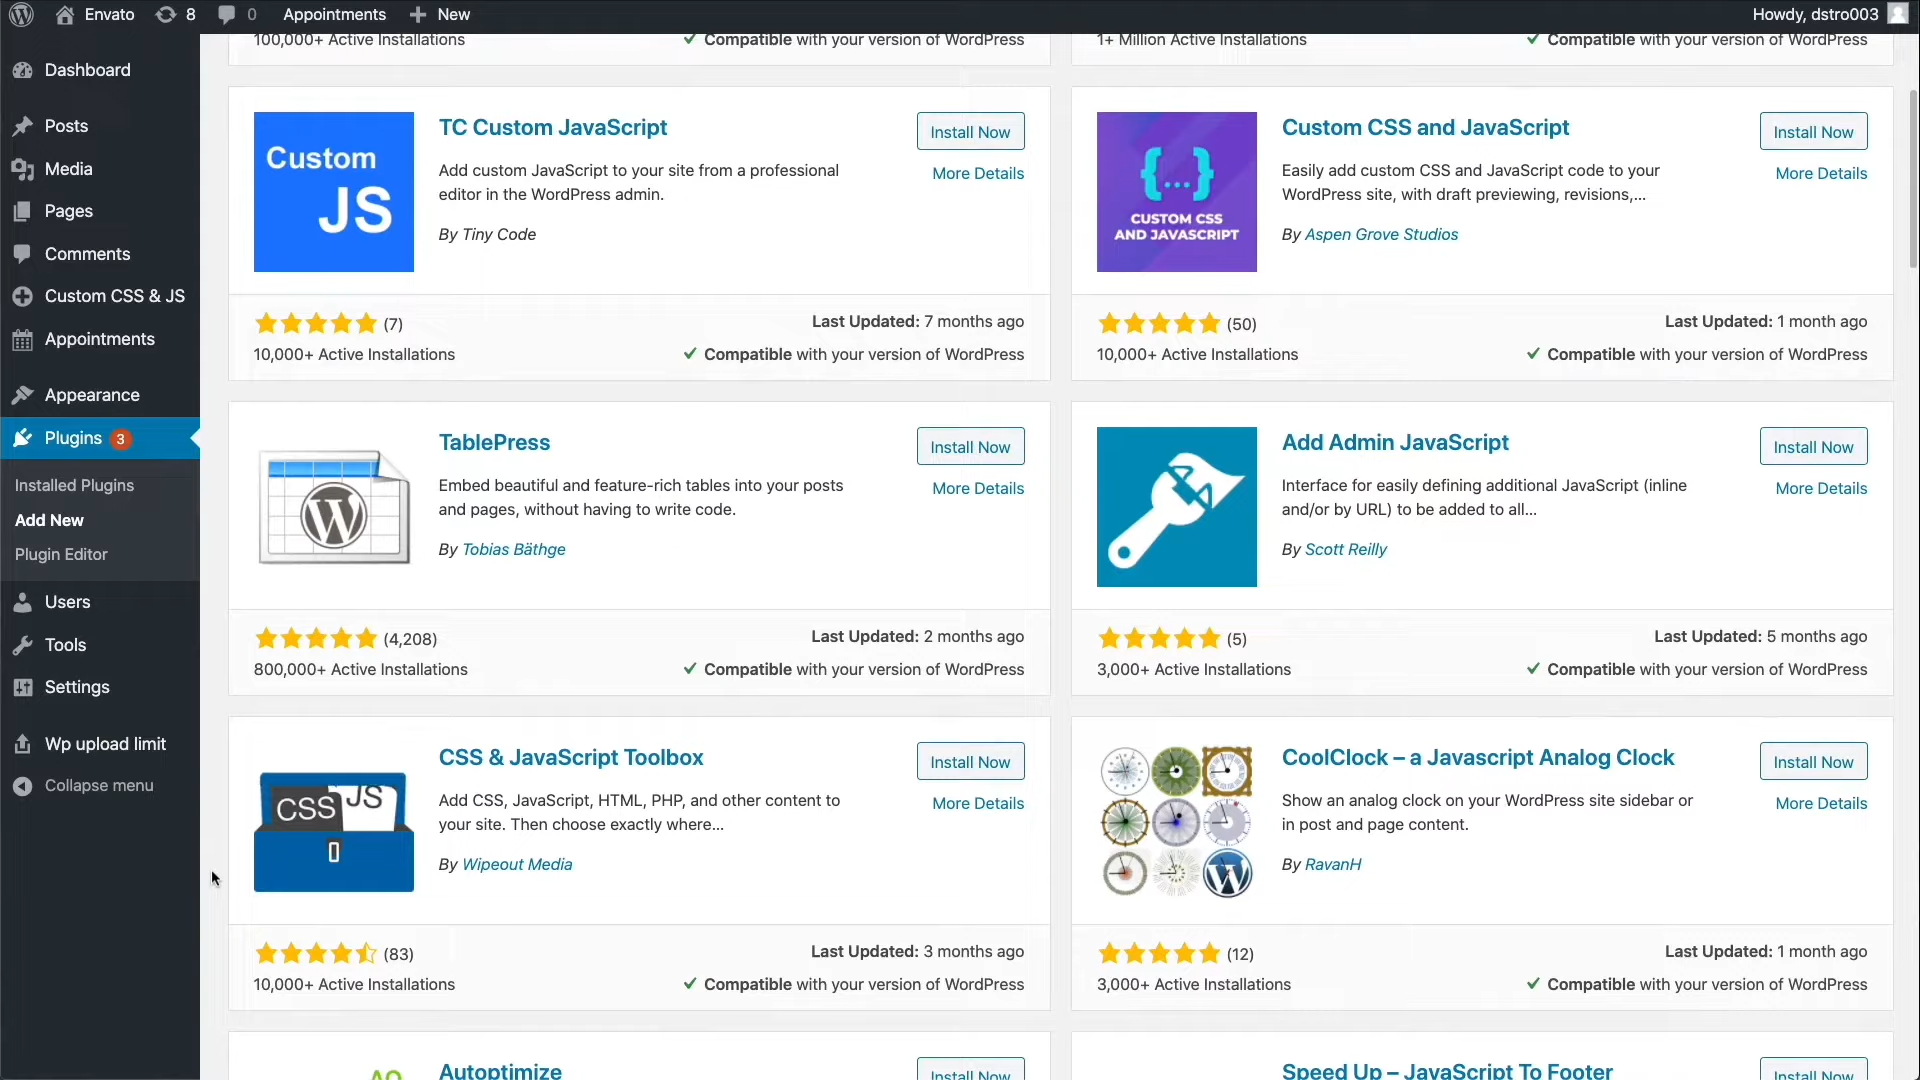 Envato 8 0 Appointments New Howdy, dstro003
Dashboard
Posts
Media
Pages
Comments
Custom CSS & JS
Appointments
Appearance
Plugins 3
Installed Plugins
Add New
Plugin Editor
Users
Tools
Settings
Wp upload limit
Collapse menu
100,000+ Active Installations
Compatible with your version of WordPress
1+ Million Active Installations
Compatible with your version of WordPress
Custom
JS
TC Custom JavaScript
Install Now
More Details
Add custom JavaScript to your site from a professional
editor in the WordPress admin.
By Tiny Code
(7)
10,000+ Active Installations
Last Updated: 7 months ago
Compatible with your version of WordPress
{...}
CUSTOM CSS
AND JAVASCRIPT
Custom CSS and JavaScript
Install Now
More Details
Easily add custom CSS and JavaScript code to your
WordPress site, with draft previewing, revisions,...
By Aspen Grove Studios
(50)
10,000+ Active Installations
Last Updated: 1 month ago
Compatible with your version of WordPress
TablePress
Install Now
More Details
Embed beautiful and feature-rich tables into your posts
and pages, without having to write code.
By Tobias Bäthge
(4,208)
800,000+ Active Installations
Last Updated: 2 months ago
Compatible with your version of WordPress
Add Admin JavaScript
Install Now
More Details
Interface for easily defining additional JavaScript (inline
and/or by URL) to be added to all...
By Scott Reilly
(5)
3,000+ Active Installations
Last Updated: 5 months ago
Compatible with your version of WordPress
CSS JS
CSS & JavaScript Toolbox
Install Now
More Details
Add CSS, JavaScript, HTML, PHP, and other content to
your site. Then choose exactly where...
By Wipeout Media
(83)
10,000+ Active Installations
Last Updated: 3 months ago
Compatible with your version of WordPress
CoolClock – a Javascript Analog Clock
Install Now
More Details
Show an analog clock on your WordPress site sidebar or
in post and page content.
By RavanH
(12)
3,000+ Active Installations
Last Updated: 1 month ago
Compatible with your version of WordPress
AO
Autoptimize
Install Now
Speed Up – JavaScript To Footer
Install Now